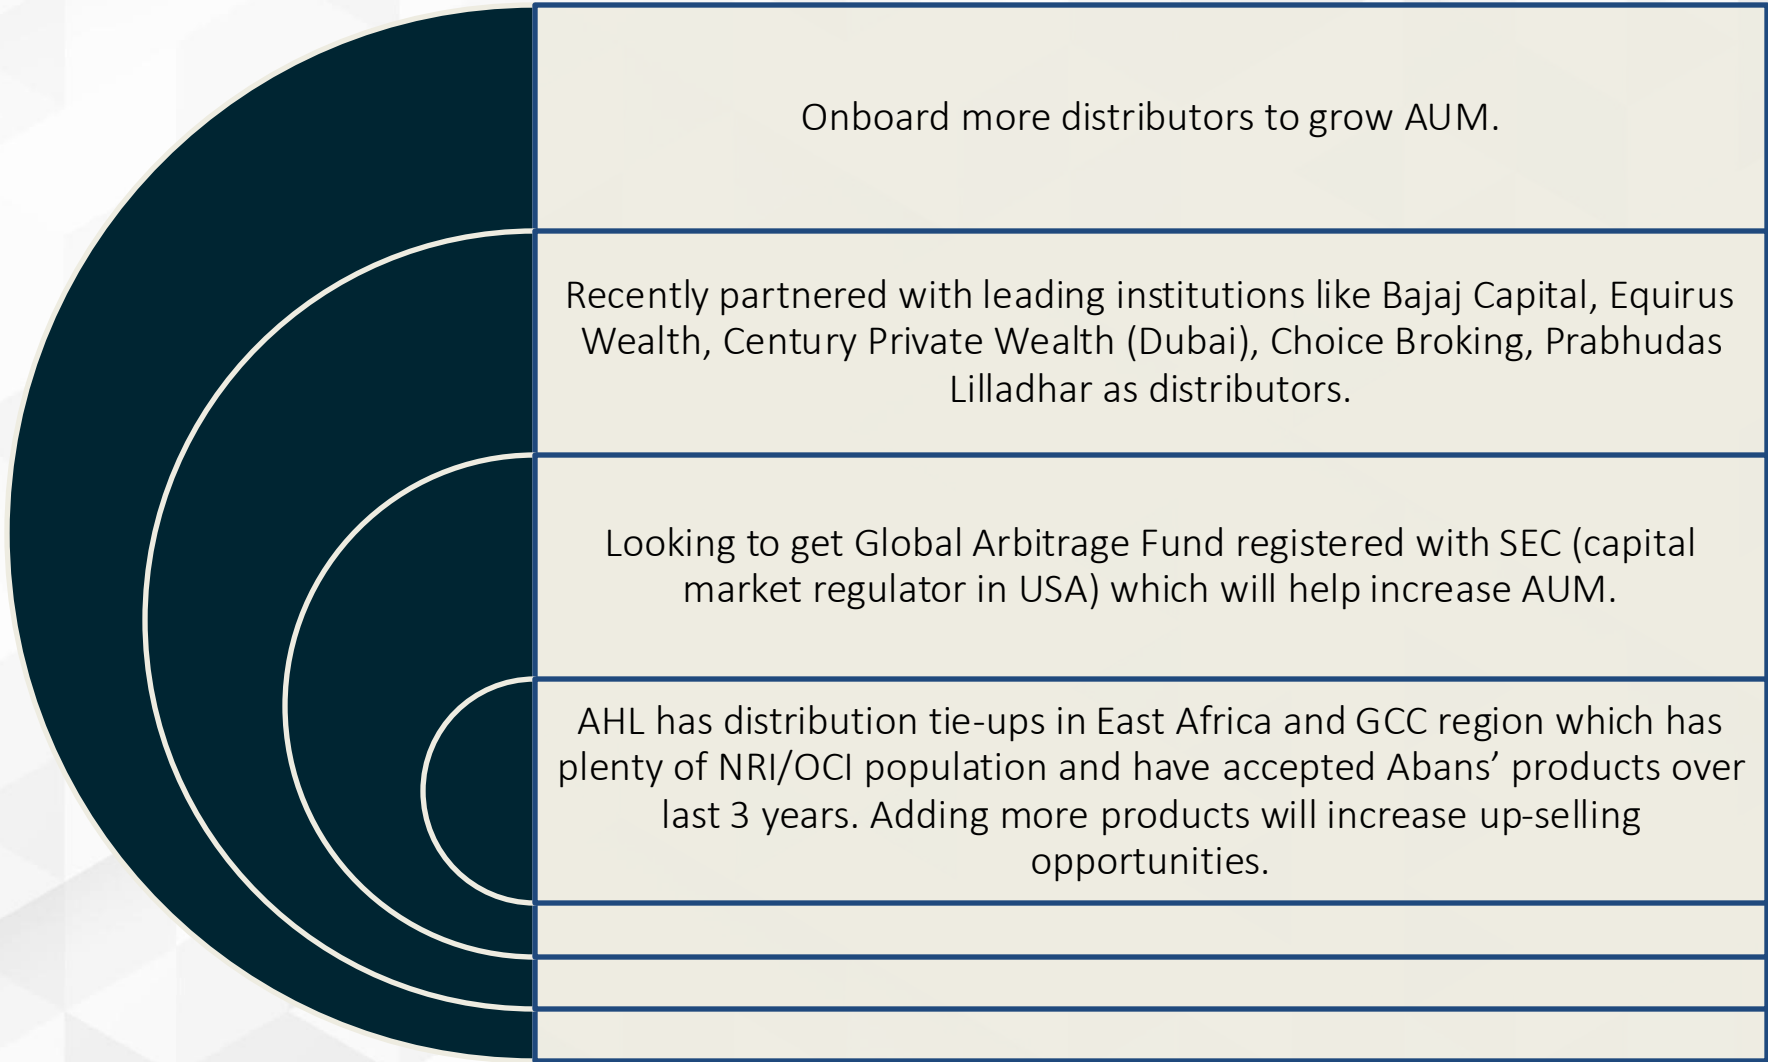 Onboard more distributors to grow AUM.
Recently partnered with leading institutions like Bajaj Capital, Equirus
Wealth, Century Private Wealth (Dubai), Choice Broking, Prabhudas
Lilladhar as distributors.
Looking to get Global Arbitrage Fund registered with SEC (capital
market regulator in USA) which will help increase AUM.
AHL has distribution tie-ups in East Africa and GCC region which has
plenty of NRI/OCI population and have accepted Abans’ products over
last 3 years. Adding more products will increase up-selling
opportunities.